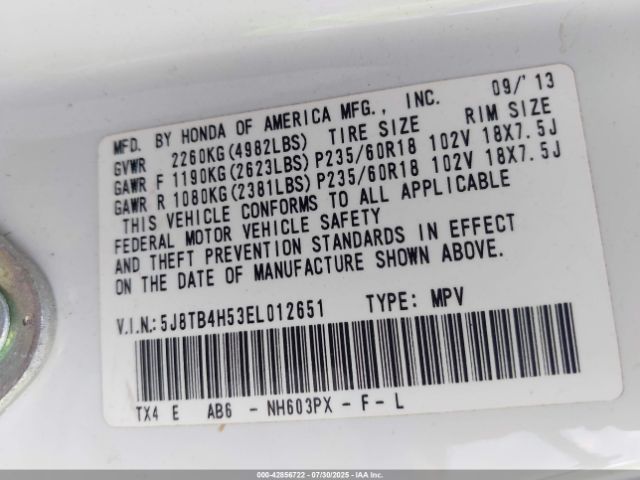 09/'13
MFD. BY HONDA OF AMERICA MFG., INC.
GVWR 2260KG(4982LBS) TIRE SIZE RIM SIZE
GAWR F 1190KG(2623LBS) P235/60R18 102V 18X7.5J
GAWR R 1080KG(2381LBS) P235/60R18 102V 18X7.5J
THIS VEHICLE CONFORMS TO ALL APPLICABLE
FEDERAL MOTOR VEHICLE SAFETY
AND THEFT PREVENTION STANDARDS IN EFFECT
ON THE DATE OF MANUFACTURE SHOWN ABOVE.
V.I.N.: 5J8TB4H53EL012651 TYPE: MPV
TX4 E AB6 - NH603PX - F - L
000-42856722 - 07/30/2025 - IAA Inc.